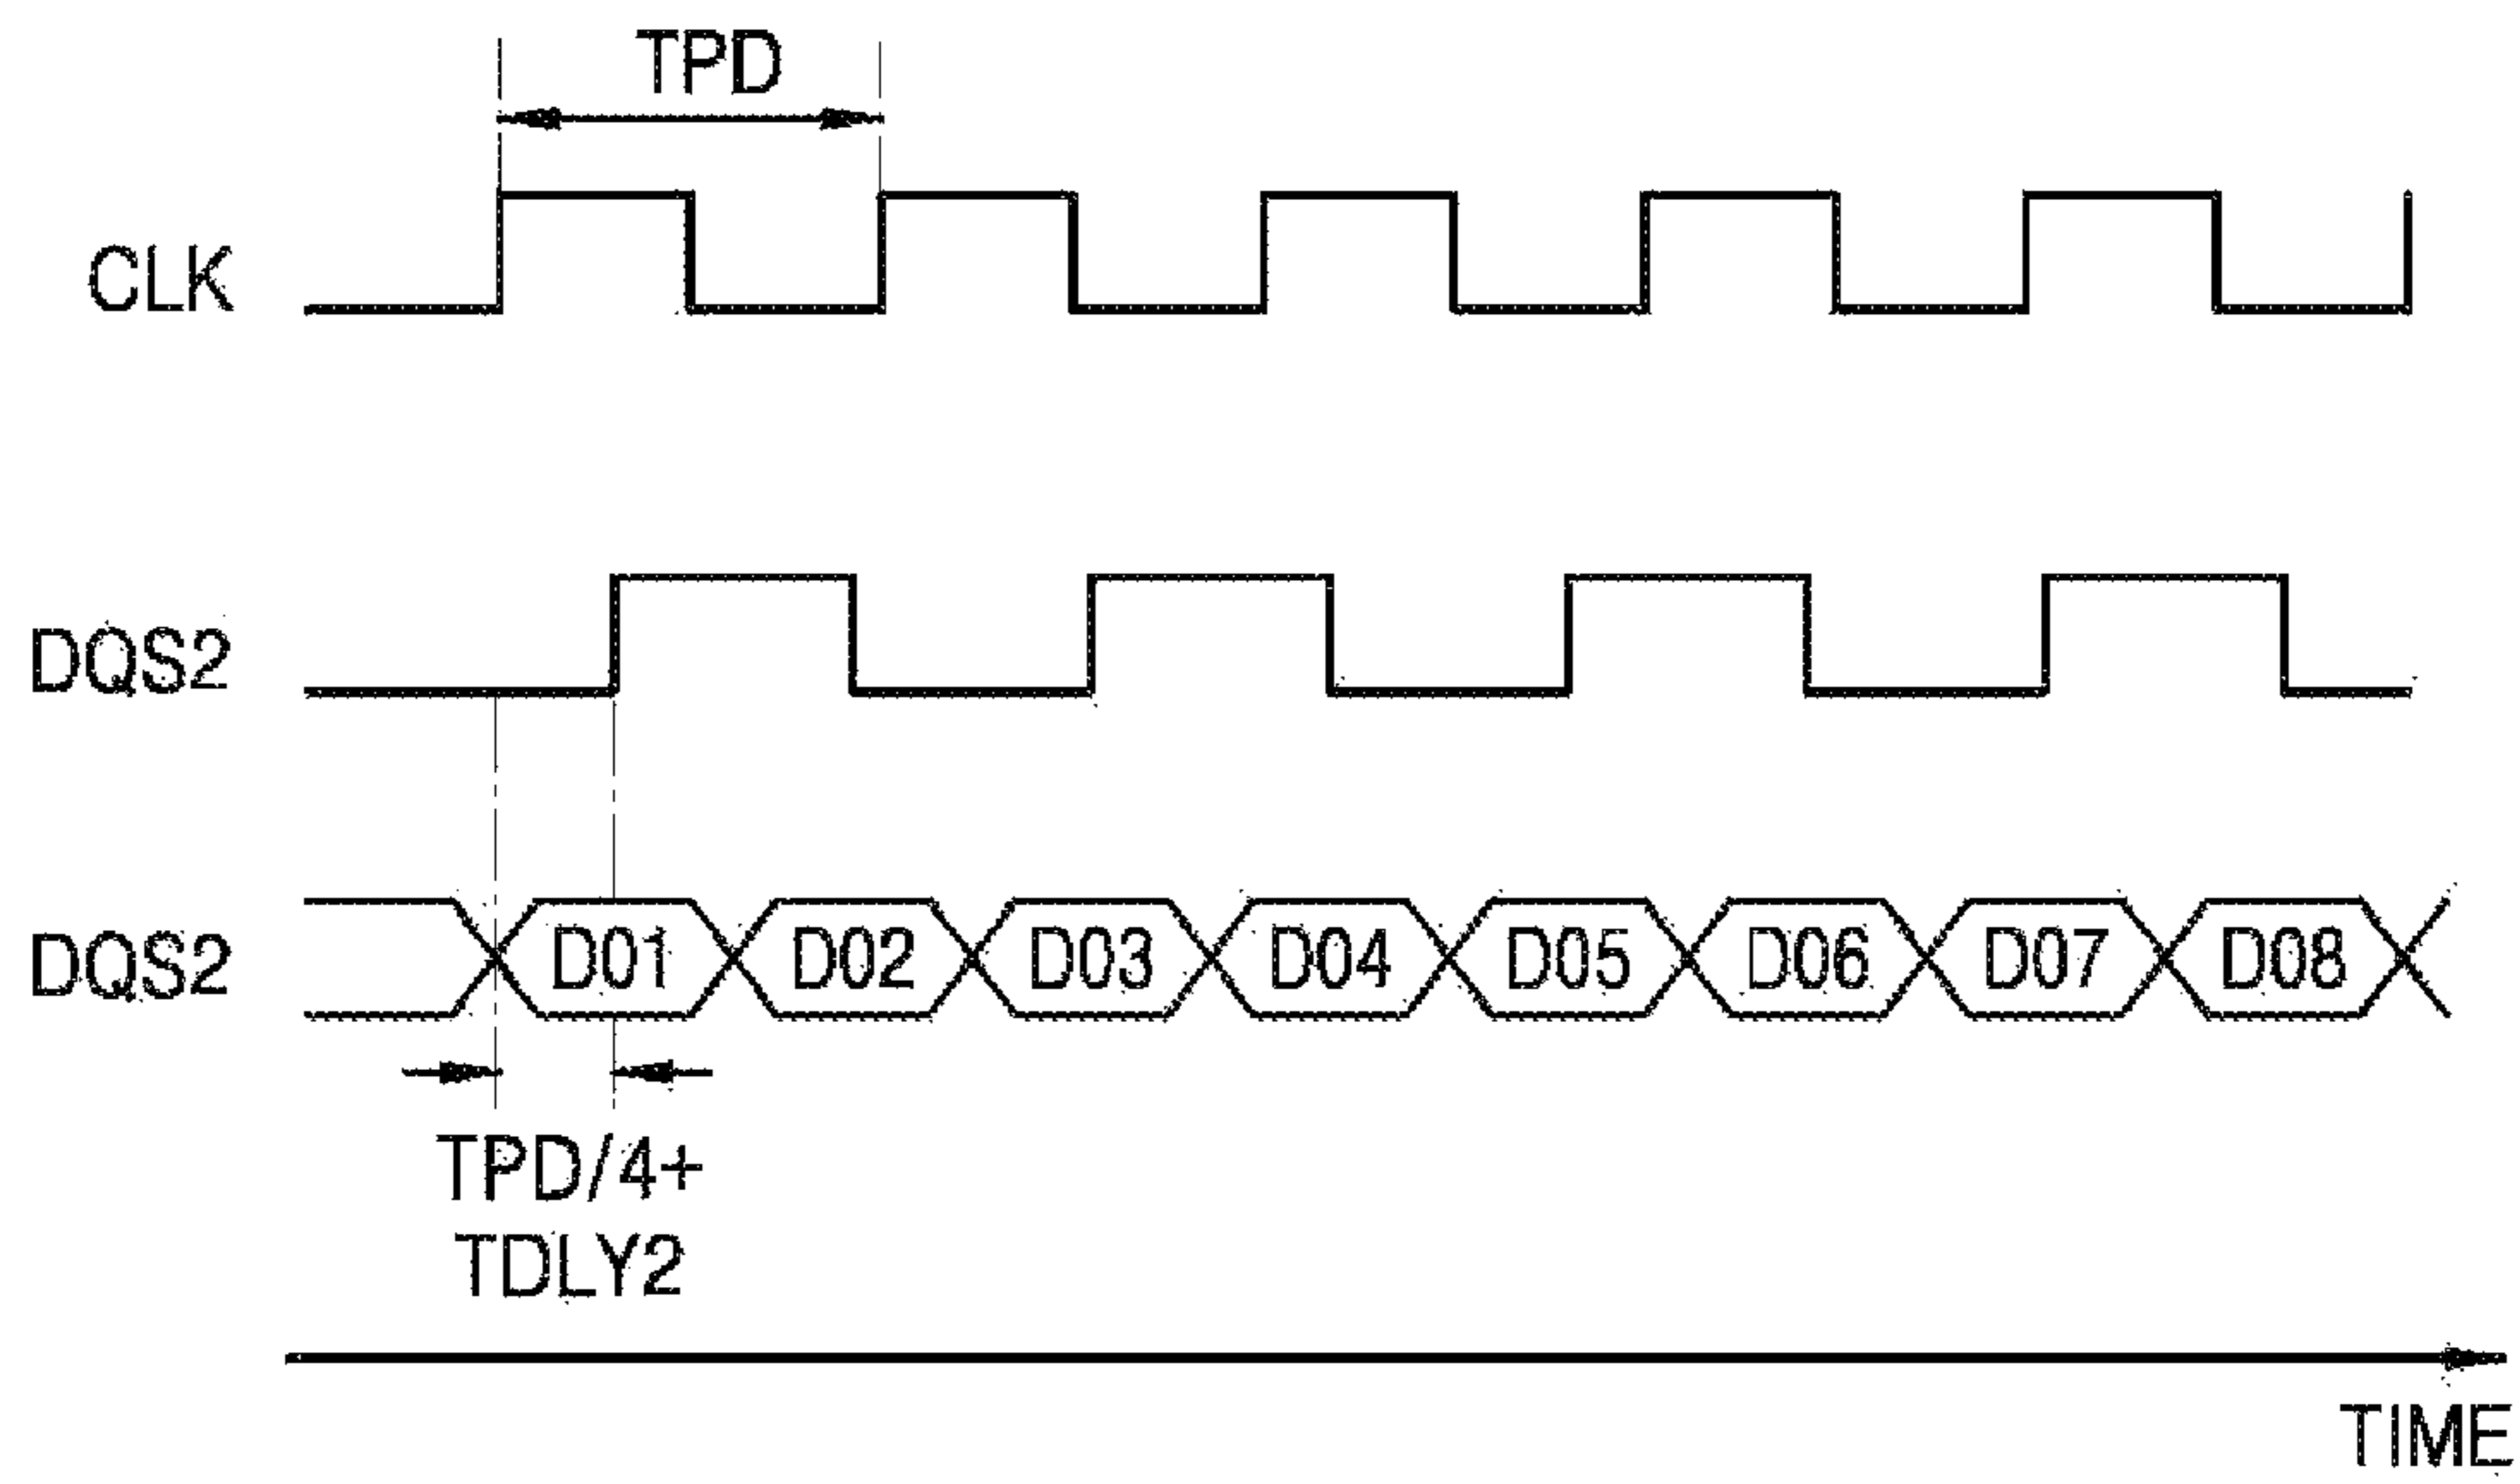 TPD
CLK
DQS2
DQS2
D01 D02 D03 D04 D05 D06 D07 D08
TPD/4+
TDLY2
TIME